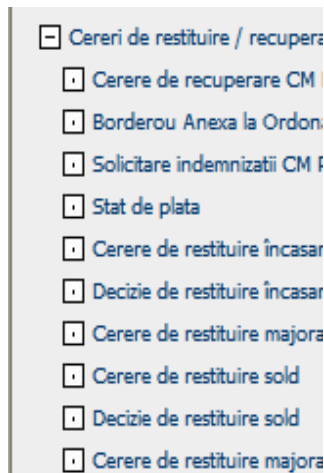 Cereri de restituire / recupera
Cerere de recuperare CM
Borderou Anexa la Ordona
Solicitare indemnizatii CM
Stat de plata
Cerere de restituire încasar
Decizie de restituire încasar
Cerere de restituire majora
Cerere de restituire sold
Decizie de restituire sold
Cerere de restituire majora